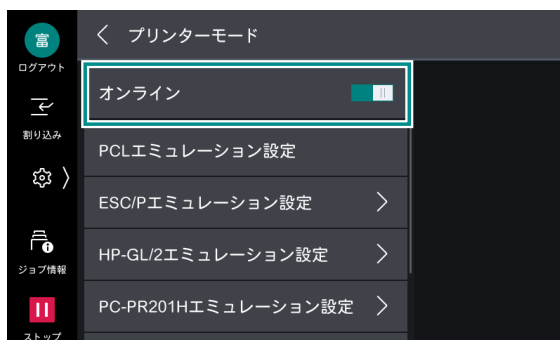 富
ログアウト
割り込み
ジョブ情報
ストップ
プリンターモード
オンライン
PCLエミュレーション設定
ESC/Pエミュレーション設定
HP-GL/2エミュレーション設定
PC-PR201Hエミュレーション設定